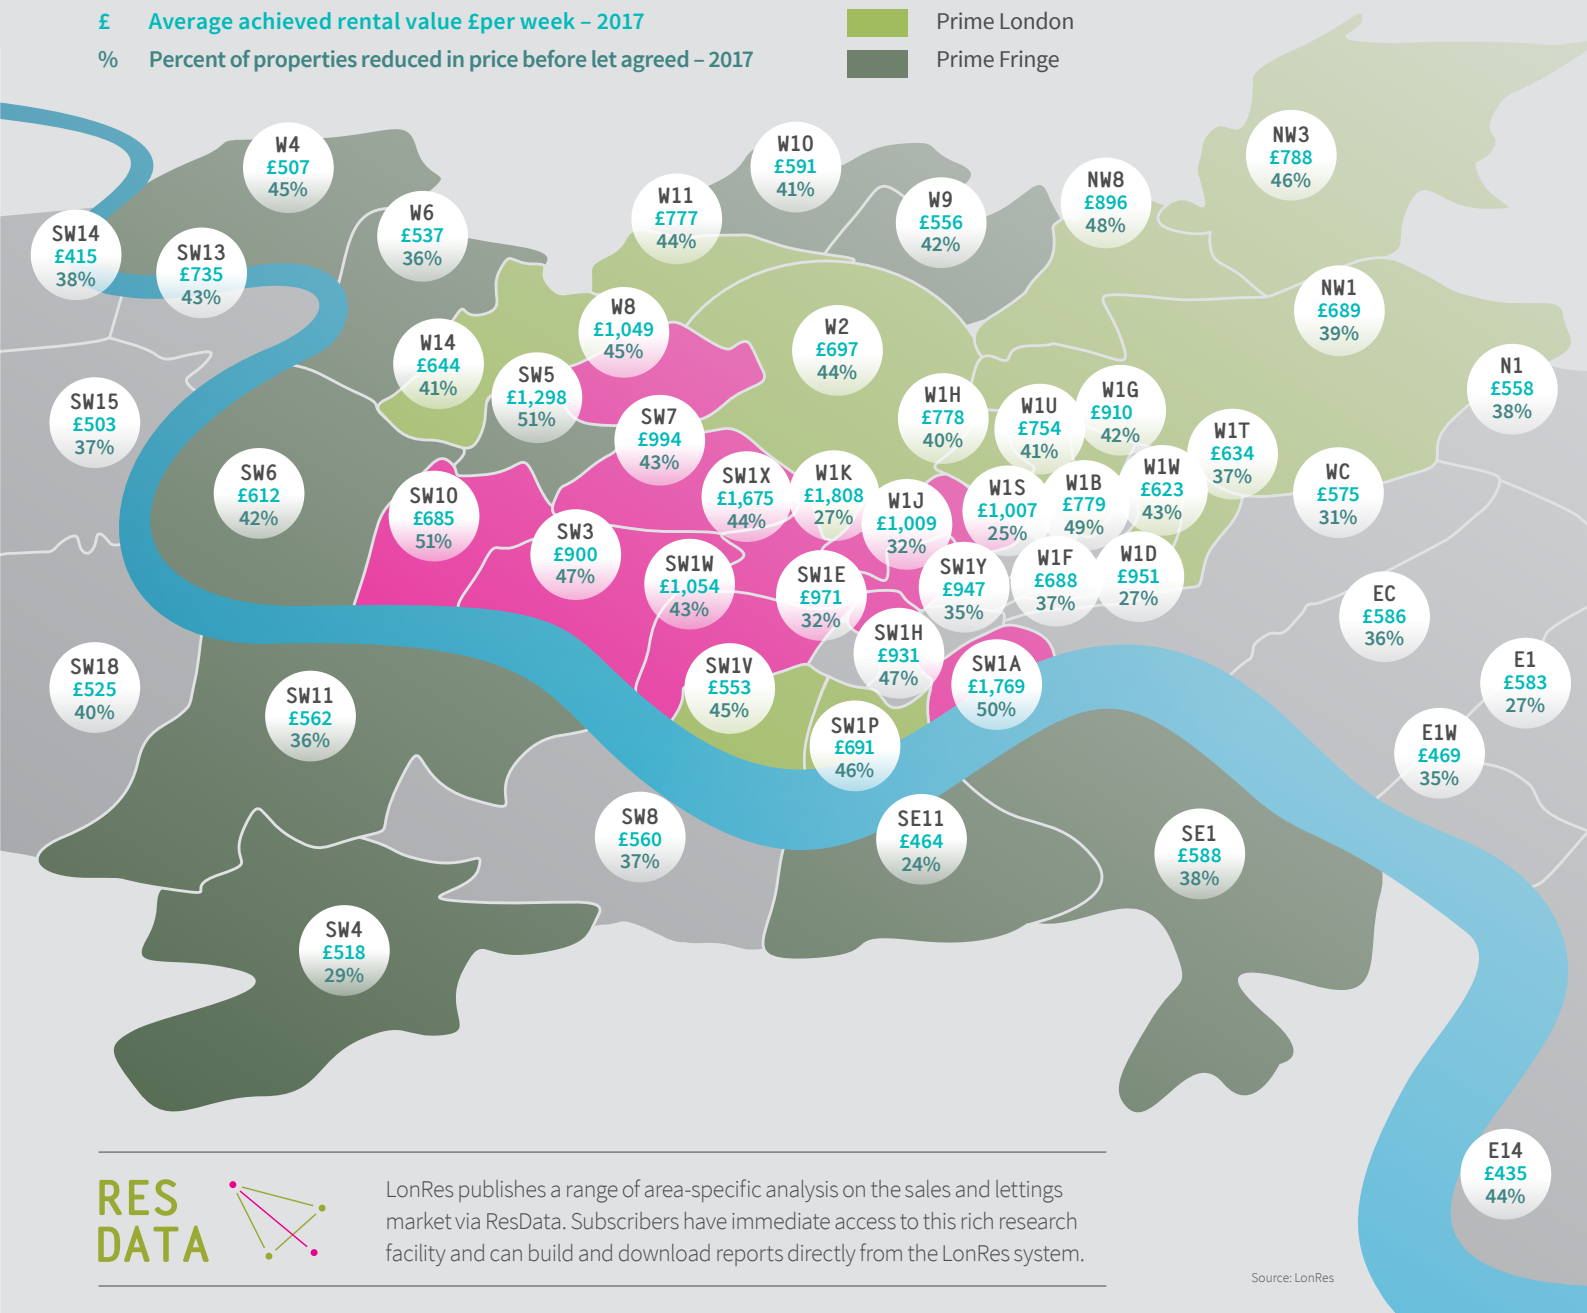 £ Average achieved rental value £per week – 2017
% Percent of properties reduced in price before let agreed – 2017
Prime London
Prime Fringe
W4
£507
45%
W10
£591
41%
NW3
£788
46%
W11
£777
44%
W9
£556
42%
NW8
£896
48%
W6
£537
36%
SW14
£415
38%
SW13
£735
43%
NW1
£689
39%
W8
£1,049
45%
W2
£697
44%
W14
£644
41%
SW5
£1,298
51%
N1
£558
38%
SW15
£503
37%
W1H
£778
40%
W1U
£754
41%
W1G
£910
42%
SW7
£994
43%
W1T
£634
37%
SW6
£612
42%
SW10
£685
51%
SW1X
£1,675
44%
W1K
£1,808
27%
W1J
£1,009
32%
W1S
£1,007
25%
W1B
£779
49%
W1W
£623
43%
WC
£575
31%
SW3
£900
47%
SW1W
£1,054
43%
SW1E
£971
32%
SW1Y
£947
35%
W1F
£688
37%
W1D
£951
27%
EC
£586
36%
SW1H
£931
47%
SW18
£525
40%
SW11
£562
36%
SW1V
£553
45%
SW1A
£1,769
50%
E1
£583
27%
SW1P
£691
46%
E1W
£469
35%
SW8
£560
37%
SE11
£464
24%
SE1
£588
38%
SW4
£518
29%
E14
£435
44%
RES
DATA
LonRes publishes a range of area-specific analysis on the sales and lettings
market via ResData. Subscribers have immediate access to this rich research
facility and can build and download reports directly from the LonRes system.
Source: LonRes